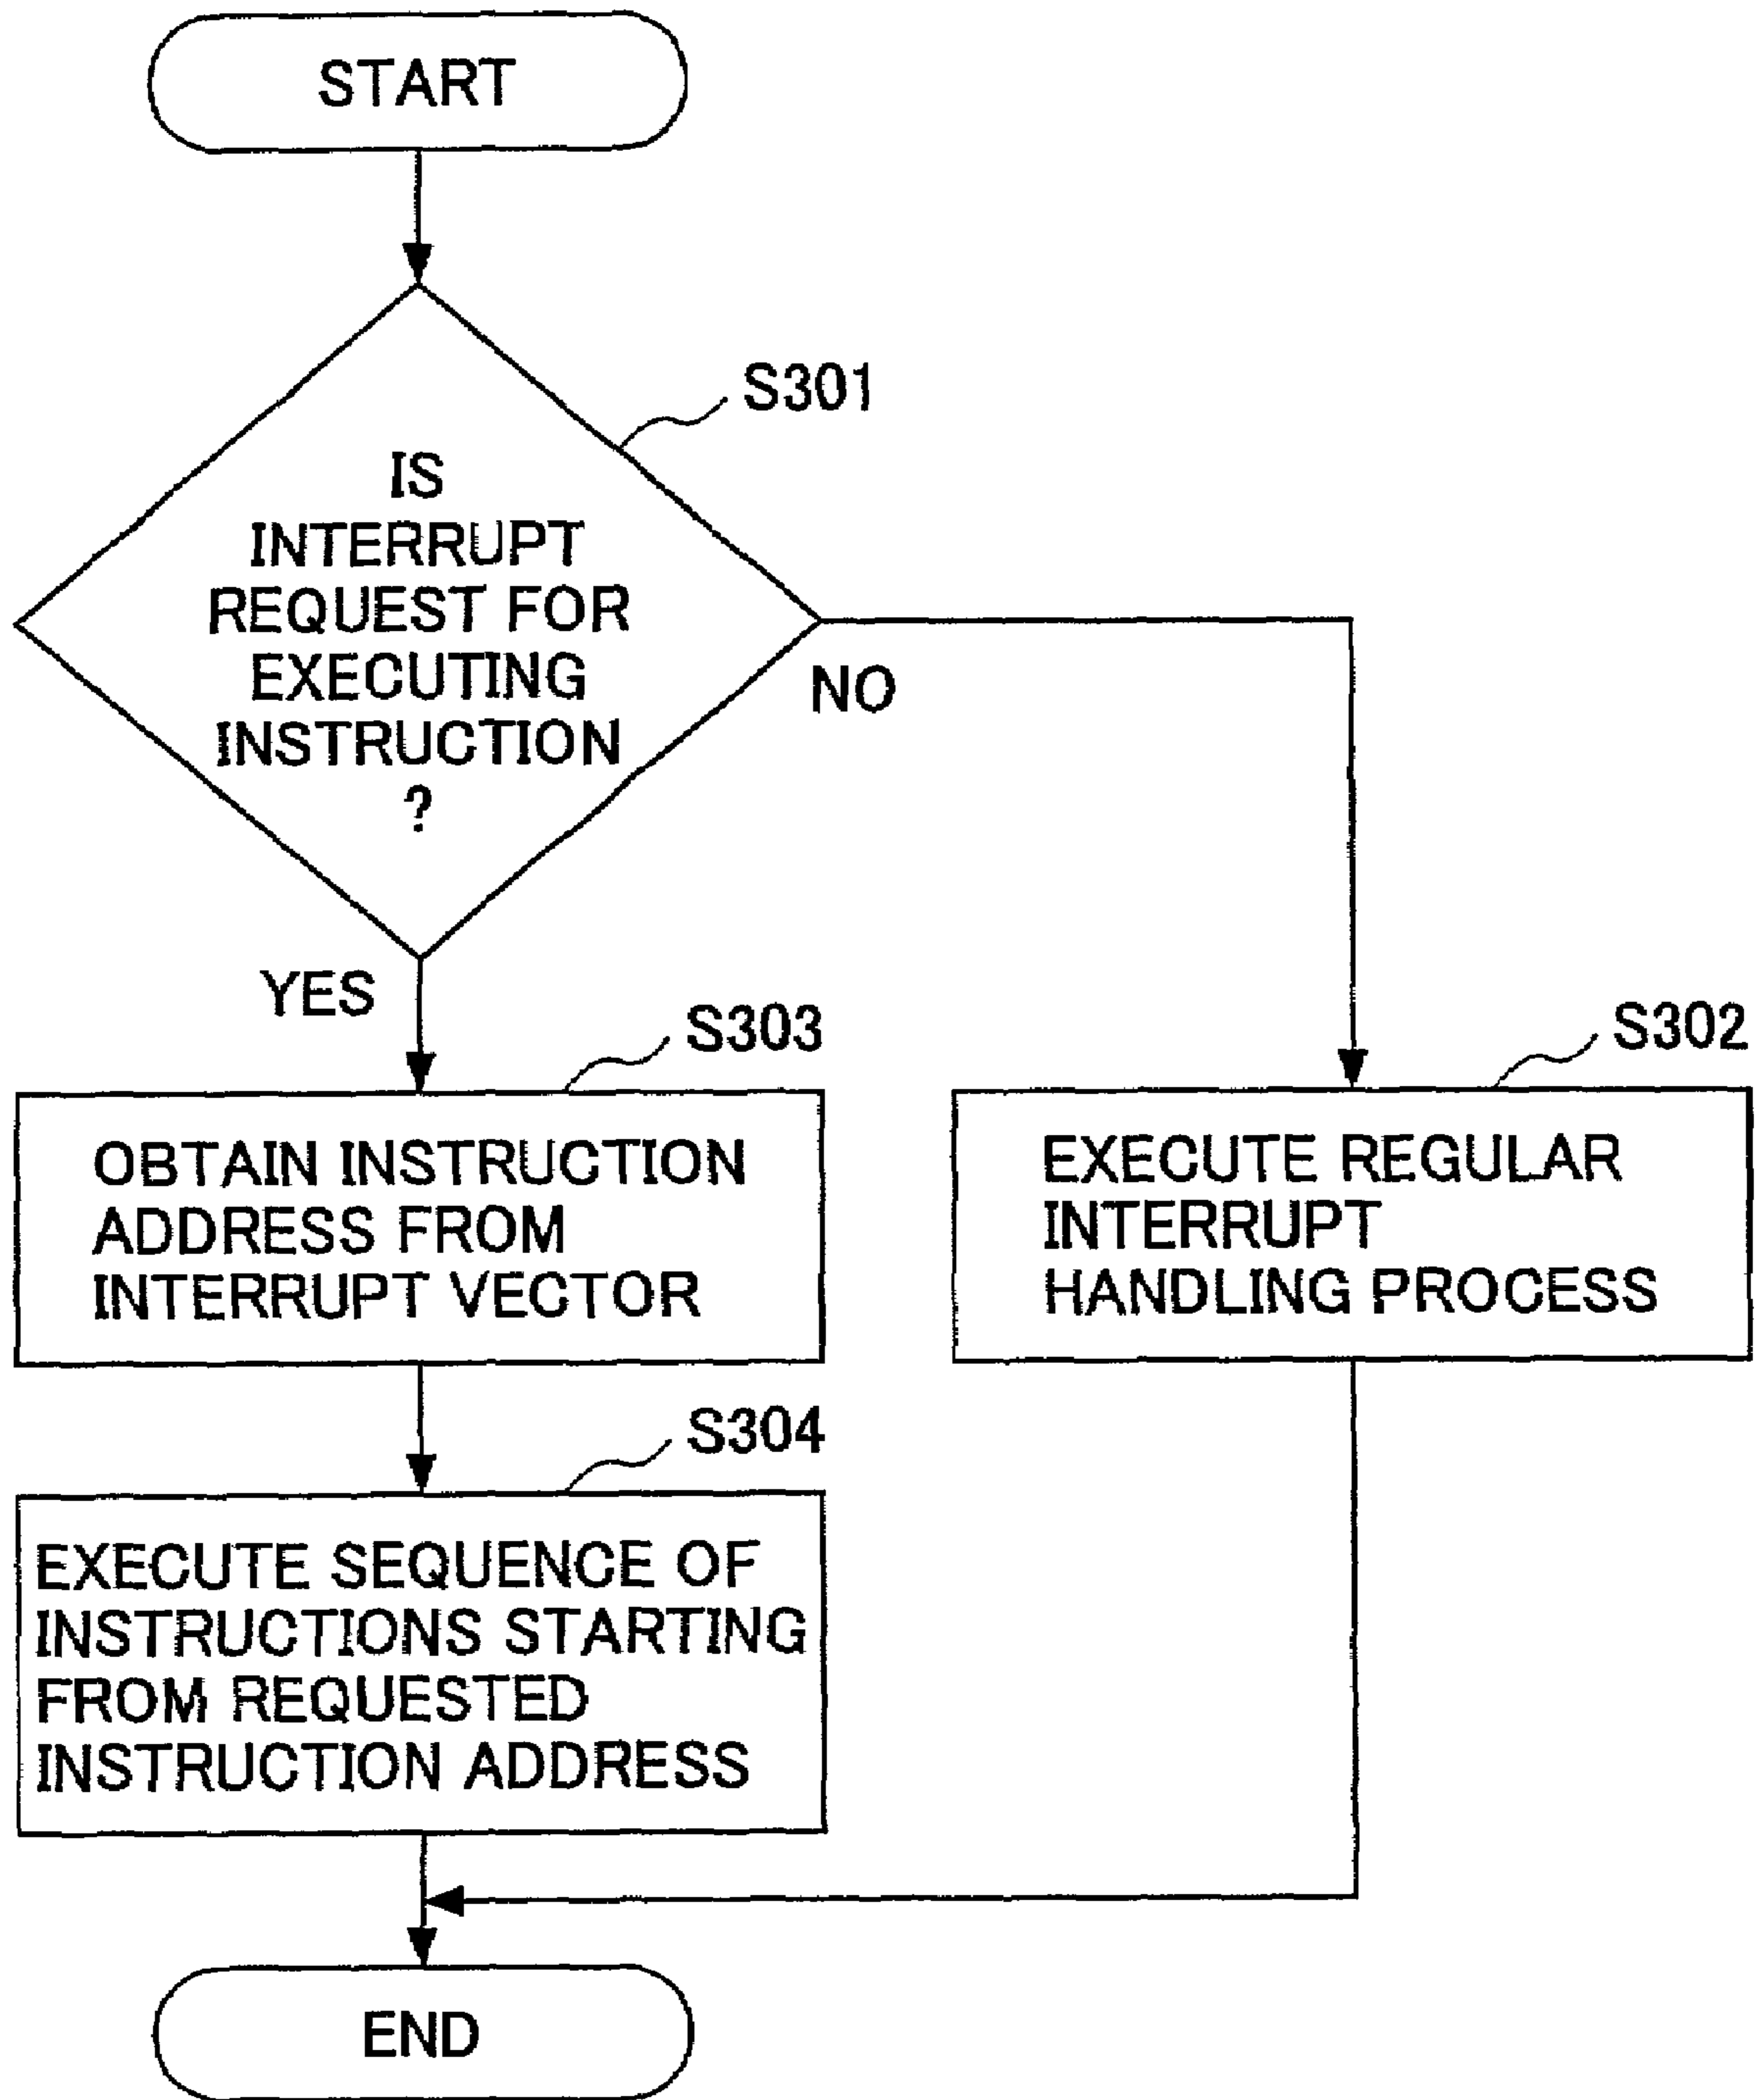 START
S301
IS
INTERRUPT
REQUEST FOR
EXECUTING
INSTRUCTION
?
NO
YES
S303
S302
OBTAIN INSTRUCTION
ADDRESS FROM
INTERRUPT VECTOR
EXECUTE REGULAR
INTERRUPT
HANDLING PROCESS
S304
EXECUTE SEQUENCE OF
INSTRUCTIONS STARTING
FROM REQUESTED
INSTRUCTION ADDRESS
END